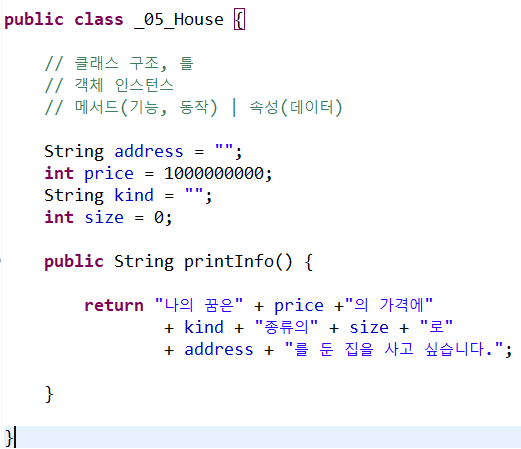 public class _05_House {
// 클래스 구조, 틀
// 객체 인스턴스
// 메서드(기능, 동작) | 속성(데이터)
String address = "";
int price = 1000000000;
String kind = "";
int size = 0;
public String printInfo() {
return "나의 꿈은" + price +"의 가격에"
+ kind + "종류의" + size + "로"
+ address + "를 둔 집을 사고 싶습니다.";
}
}